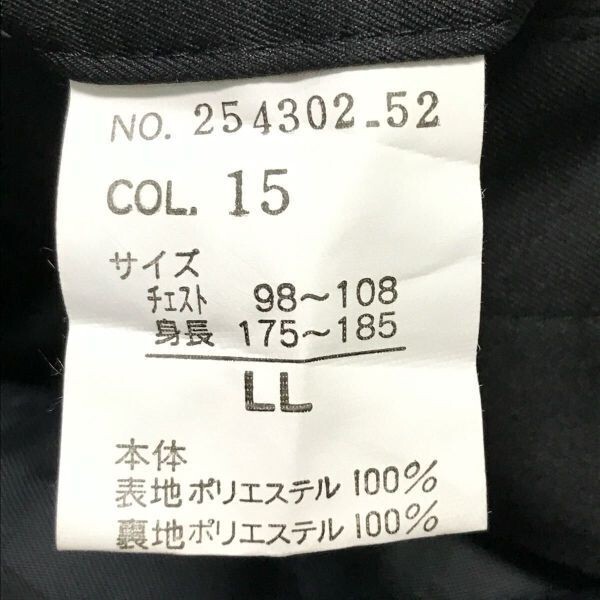 NO. 254302-52
COL. 15
サイズ
チェスト 98〜108
身長 175〜185
LL
本体
表地ポリエステル 100%
裏地ポリエステル 100%